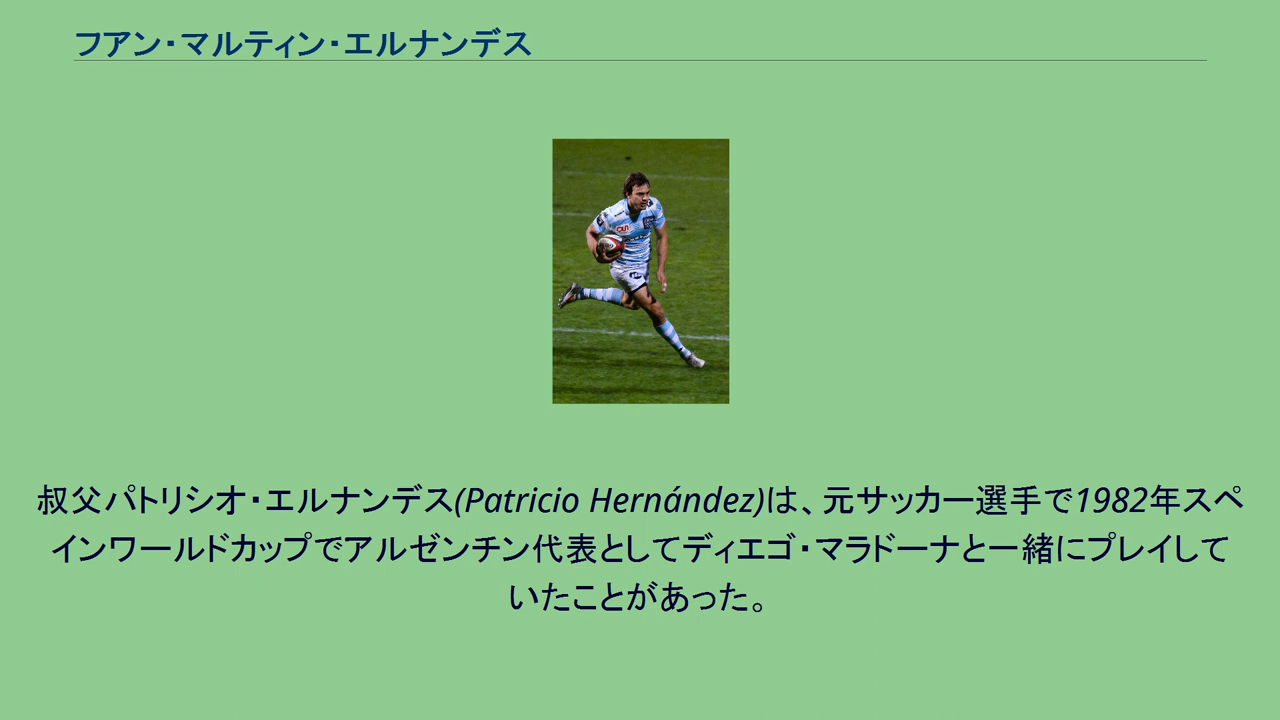 フアン・マルティン・エルナンデス
叔父パトリシオ・エルナンデス(Patricio Hernández)は、元サッカー選手で1982年スペ
インワールドカップでアルゼンチン代表としてディエゴ・マラドーナと一緒にプレイして
いたことがあった。